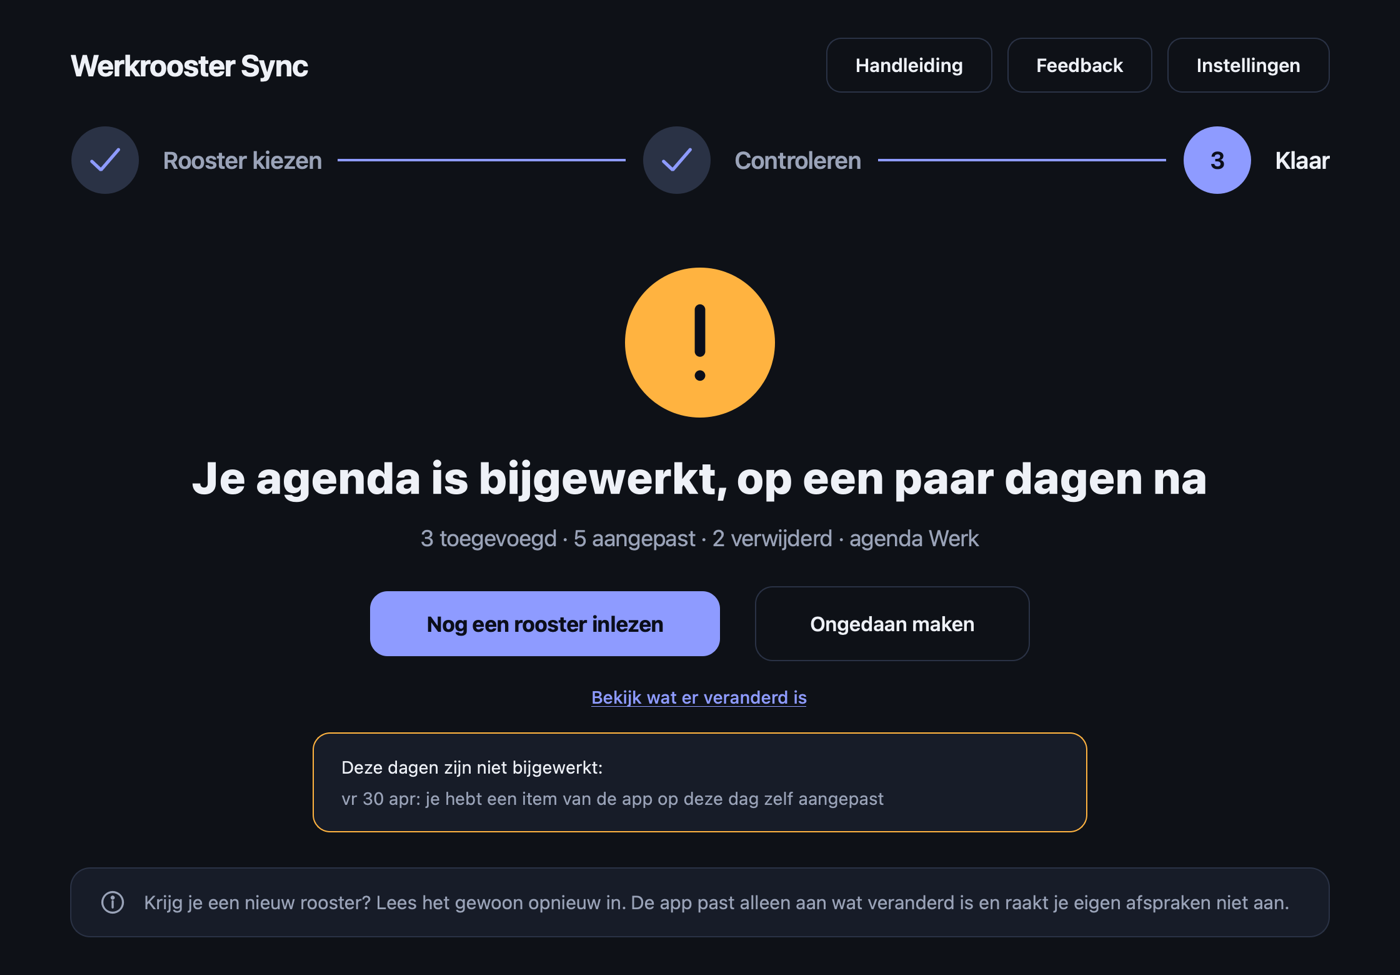 Werkrooster Sync
Handleiding
Feedback
Instellingen
Rooster kiezen
Controleren
3
Klaar
Je agenda is bijgewerkt, op een paar dagen na
3 toegevoegd · 5 aangepast · 2 verwijderd · agenda Werk
Nog een rooster inlezen
Ongedaan maken
Bekijk wat er veranderd is
Deze dagen zijn niet bijgewerkt:
vr 30 apr: je hebt een item van de app op deze dag zelf aangepast
Krijg je een nieuw rooster? Lees het gewoon opnieuw in. De app past alleen aan wat veranderd is en raakt je eigen afspraken niet aan.